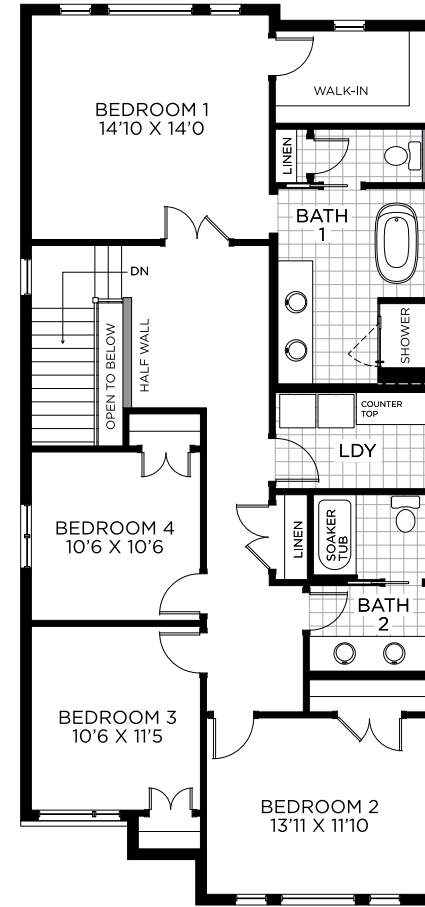 BEDROOM 1
14'10 X 14'0
WALK-IN
LINEN
BATH
1
DN
SHOWER
OPEN TO BELOW
HALF WALL
COUNTER
TOP
LDY
BEDROOM 4
10'6 X 10'6
LINEN
SOAKER
TUB
BATH
2
BEDROOM 3
10'6 X 11'5
BEDROOM 2
13'11 X 11'10